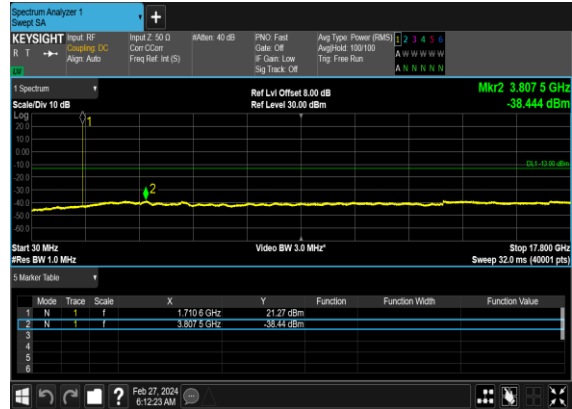 Spectrum Analyzer 1
Swept SA
+
KEYSIGHT Input: RF Input Z: 50 Ω #Atten: 40 dB PNO: Fast Avg Type: Power (RMS) 1 2 3 4 5 6
R T Coupling: DC Corr CCorr Gate: Off Avg|Hold: 100/100 A W W W W W
Align: Auto Freq Ref: Int (S) IF Gain: Low Trig: Free Run
Sig Track: Off A N N N N N
1 Spectrum Ref Lvl Offset 8.00 dB Mkr2 3.807 5 GHz
Scale/Div 10 dB Ref Level 30.00 dBm -38.444 dBm
Log
1
20.0
10.0
0.00
-10.0 DL1 -13.00 dBm
-20.0
-30.0 2
-40.0
-50.0
-60.0
Start 30 MHz Video BW 3.0 MHz* Stop 17.800 GHz
#Res BW 1.0 MHz Sweep 32.0 ms (40001 pts)
5 Marker Table
Mode Trace Scale X Y Function Function Width Function Value
1 N 1 f 1.710 6 GHz 21.27 dBm
2 N 1 f 3.807 5 GHz -38.44 dBm
3
4
5
6
? Feb 27, 2024
6:12:23 AM